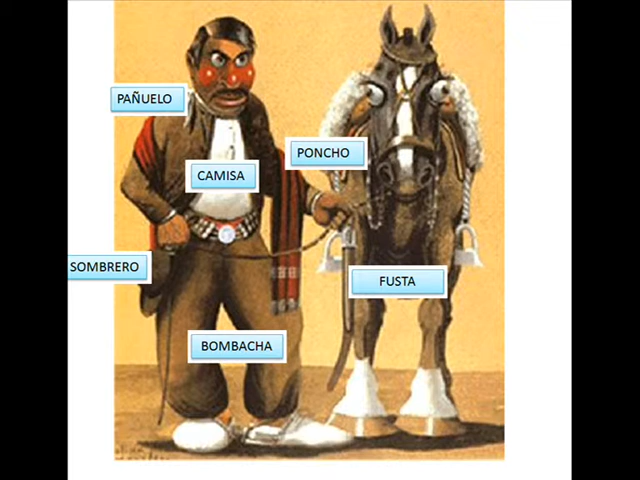 PAÑUELO
PONCHO
CAMISA
SOMBRERO
FUSTA
BOMBACHA